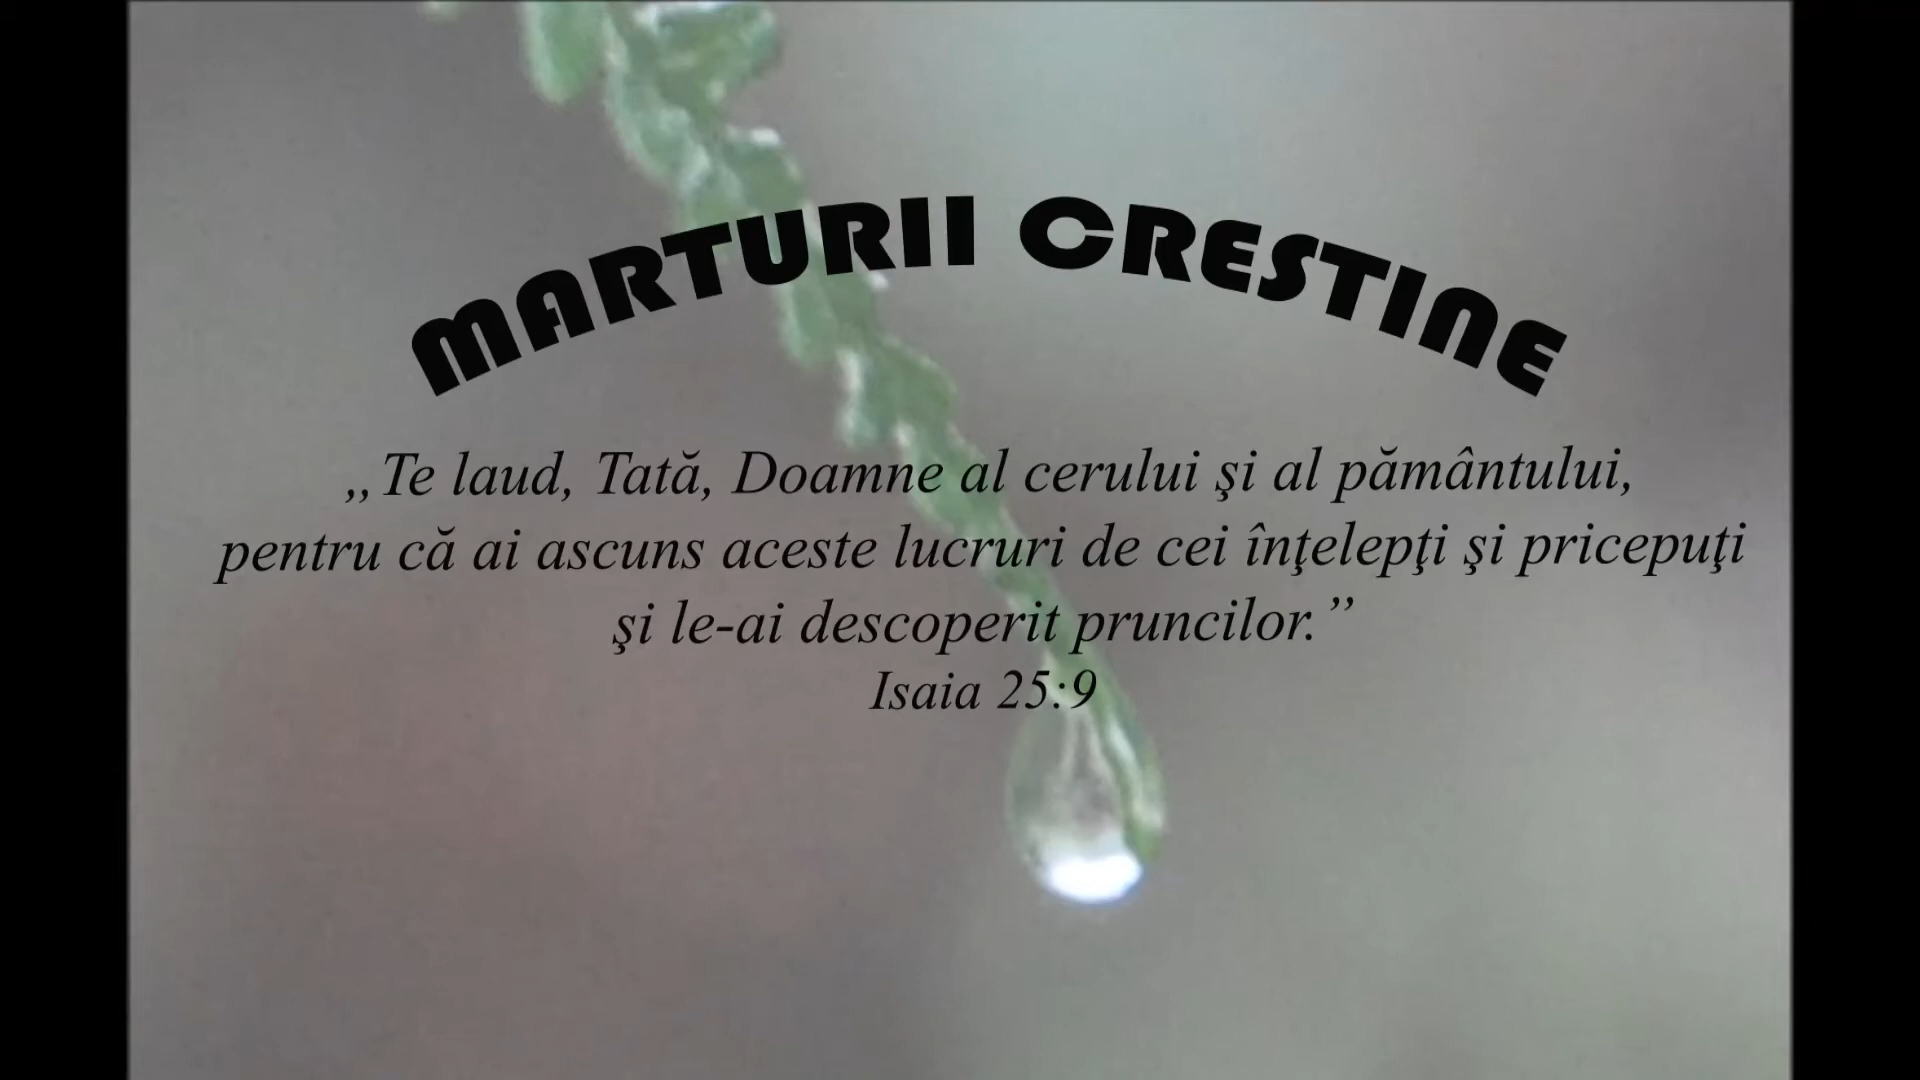 MARTURII CRESTINE
,,Te laud, Tată, Doamne al cerului şi al pământului,
pentru că ai ascuns aceste lucruri de cei înţelepţi şi pricepuţi
şi le-ai descoperit pruncilor.”
Isaia 25:9